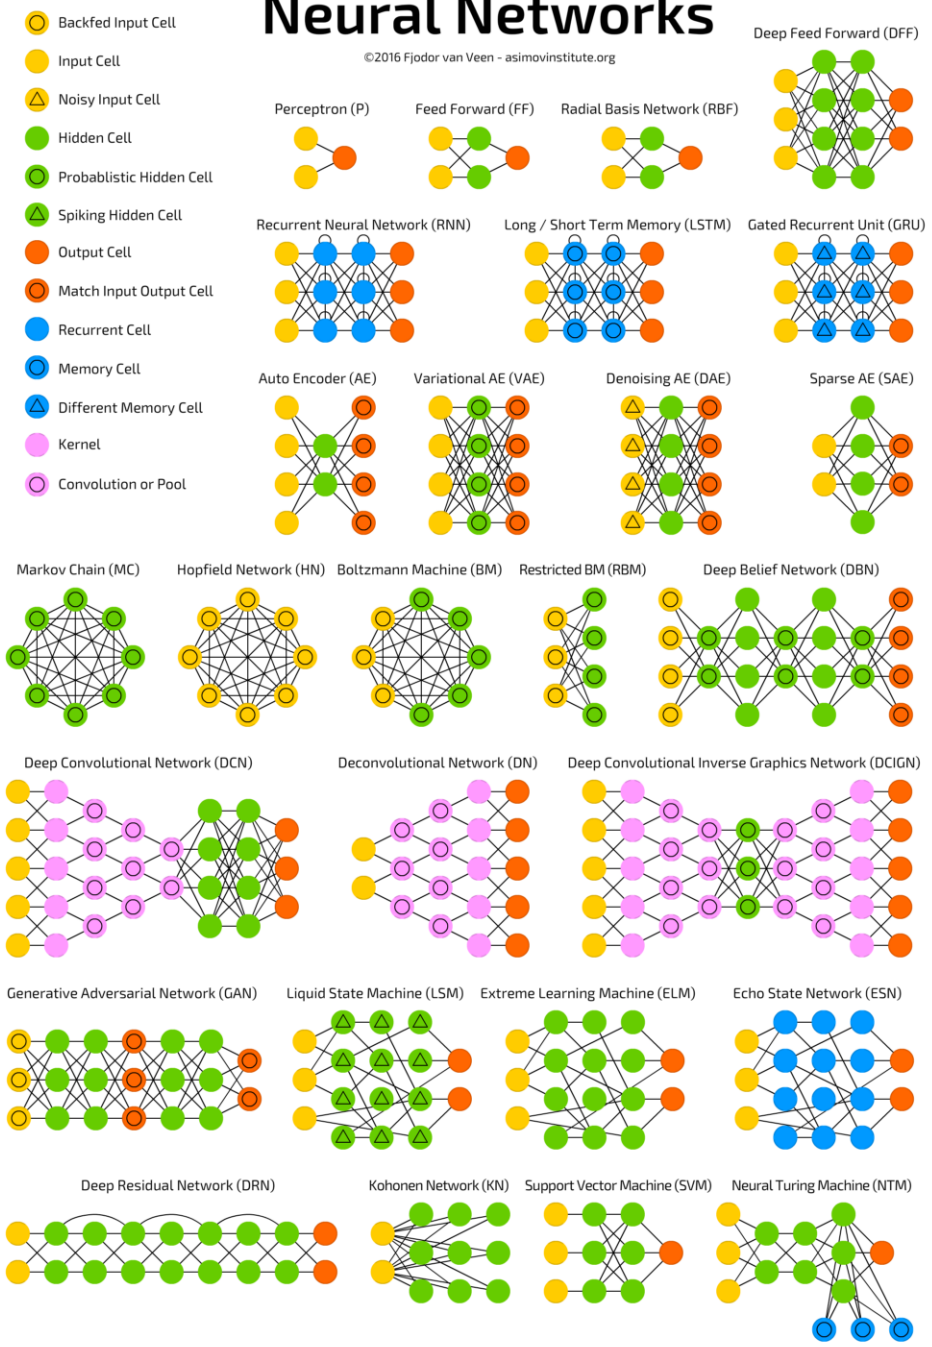 Neural Networks
©2016 Fjodor van Veen - asimovinstitute.org
Backfed Input Cell
Input Cell
Noisy Input Cell
Hidden Cell
Probablistic Hidden Cell
Spiking Hidden Cell
Output Cell
Match Input Output Cell
Recurrent Cell
Memory Cell
Different Memory Cell
Kernel
Convolution or Pool
Deep Feed Forward (DFF)
Perceptron (P)
Feed Forward (FF)
Radial Basis Network (RBF)
Recurrent Neural Network (RNN)
Long / Short Term Memory (LSTM)
Gated Recurrent Unit (GRU)
Auto Encoder (AE)
Variational AE (VAE)
Denoising AE (DAE)
Sparse AE (SAE)
Markov Chain (MC)
Hopfield Network (HN)
Boltzmann Machine (BM)
Restricted BM (RBM)
Deep Belief Network (DBN)
Deep Convolutional Network (DCN)
Deconvolutional Network (DN)
Deep Convolutional Inverse Graphics Network (DCIGN)
Generative Adversarial Network (GAN)
Liquid State Machine (LSM)
Extreme Learning Machine (ELM)
Echo State Network (ESN)
Deep Residual Network (DRN)
Kohonen Network (KN)
Support Vector Machine (SVM)
Neural Turing Machine (NTM)